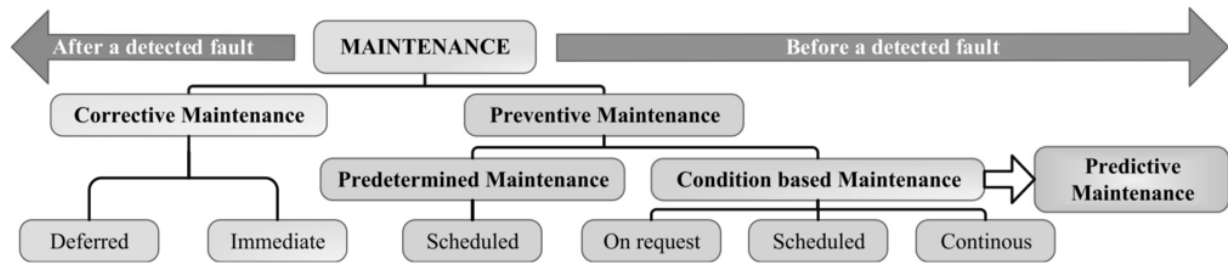 After a detected fault
MAINTENANCE
Before a detected fault
Corrective Maintenance
Preventive Maintenance
Predetermined Maintenance
Condition based Maintenance
Predictive
Maintenance
Deferred
Immediate
Scheduled
On request
Scheduled
Continous